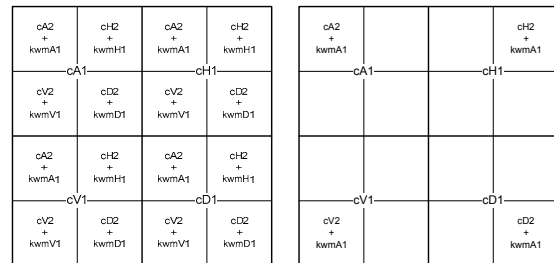 cA2 cH2 cA2 cH2
+ + + +
kwmA1 kwmH1 kwmA1 kwmH1
cA1 cH1
cV2 cD2 cV2 cD2
+ + + +
kwmV1 kwmD1 kwmV1 kwmD1
cA2 cH2 cA2 cH2
+ + + +
kwmA1 kwmH1 kwmA1 kwmH1
cV1 cD1
cV2 cD2 cV2 cD2
+ + + +
kwmV1 kwmD1 kwmV1 kwmD1
cA2 cH2
+ +
kwmA1 kwmA1
cA1 cH1
cV1 cD1
cV2 cD2
+ +
kwmA1 kwmA1